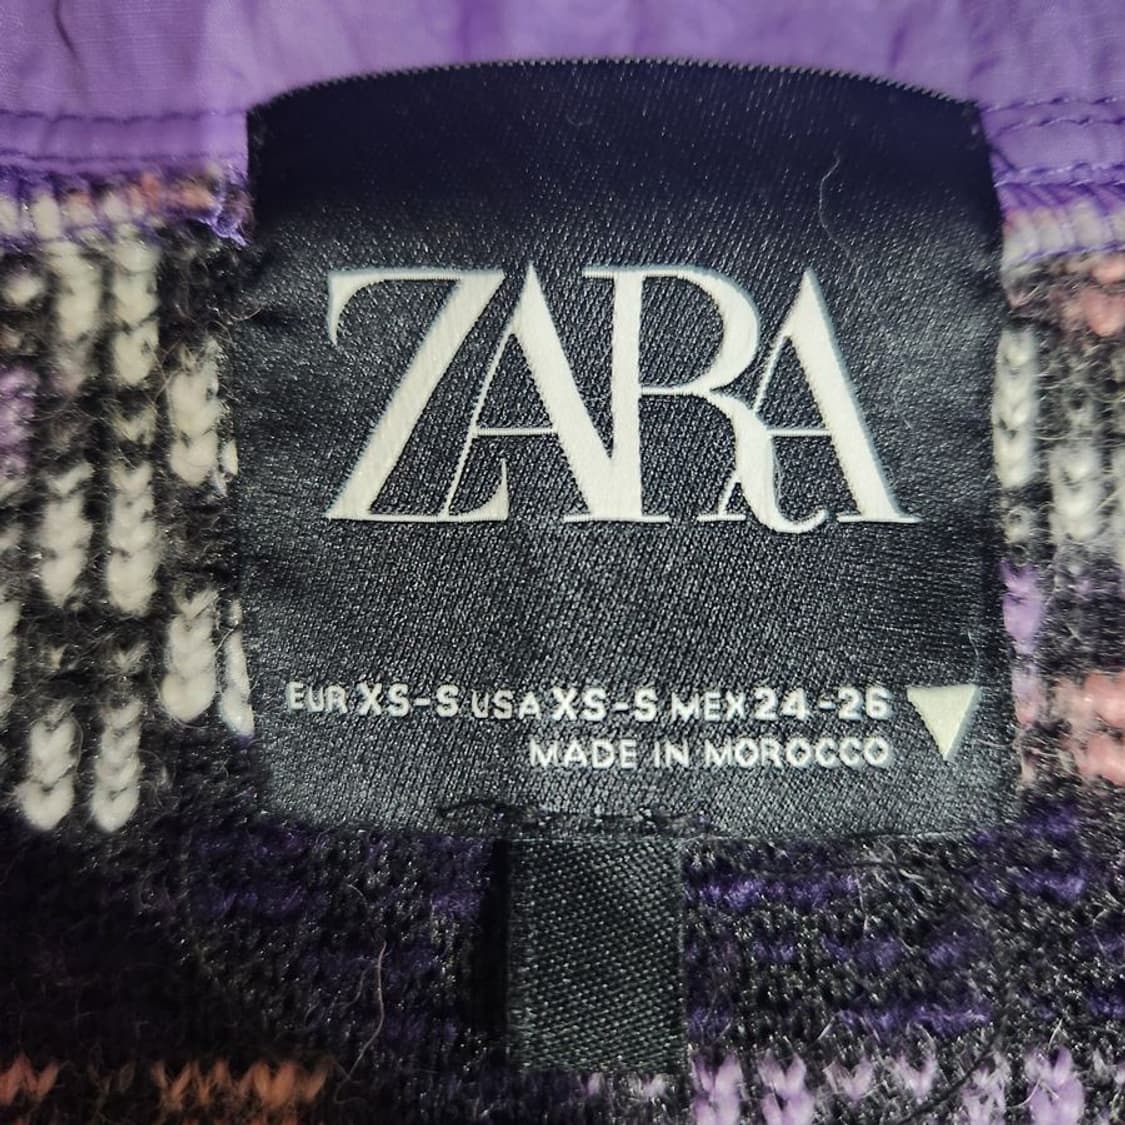 ZARA
EUR XS-S USA XS-S MEX 24-26
MADE IN MOROCCO